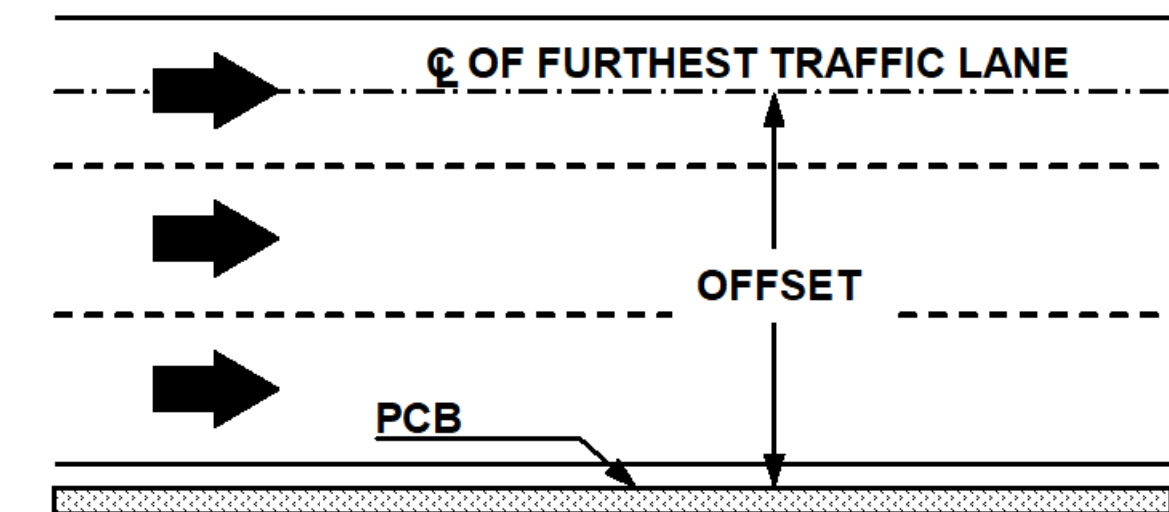 ℄ OF FURTHEST TRAFFIC LANE
OFFSET
PCB